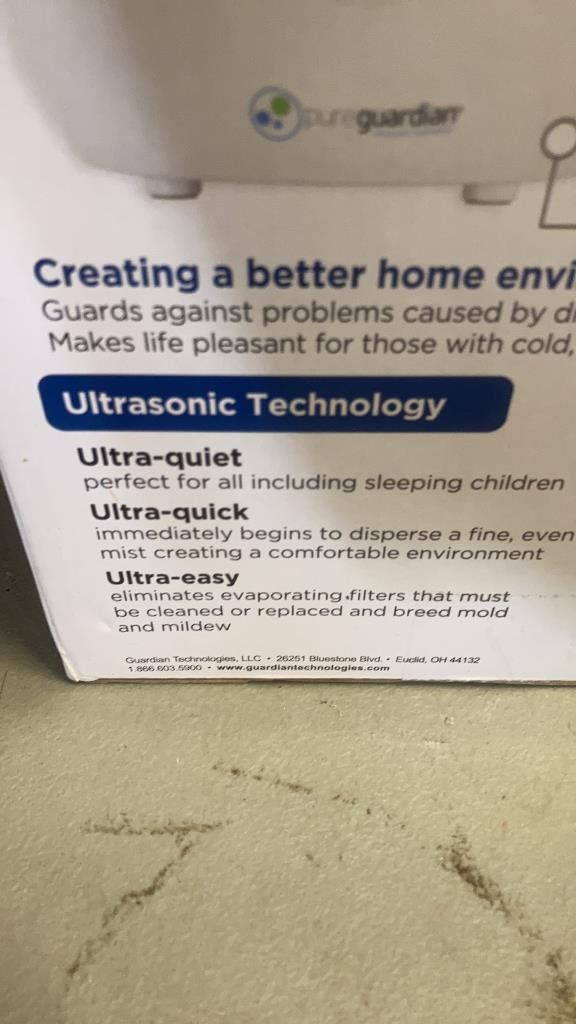 pureguardian
Creating a better home envi
Guards against problems caused by d
Makes life pleasant for those with cold,
Ultrasonic Technology
Ultra-quiet
perfect for all including sleeping children
Ultra-quick
immediately begins to disperse a fine, even
mist creating a comfortable environment
Ultra-easy
eliminates evaporating filters that must
be cleaned or replaced and breed mold
and mildew
Guardian Technologies, LLC • 26251 Bluestone Blvd. • Euclid, OH 44132
1.866.603.5900 • www.guardiantechnologies.com